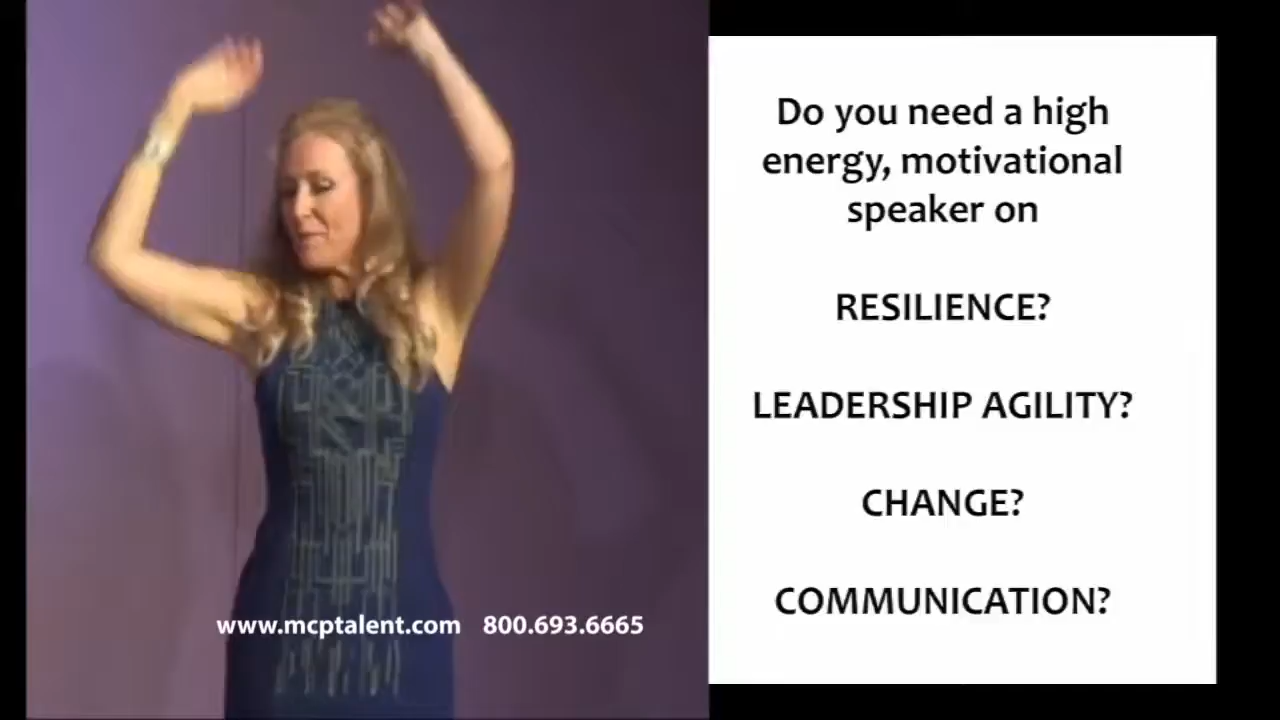 Do you need a high
energy, motivational
speaker on
RESILIENCE?
LEADERSHIP AGILITY?
CHANGE?
COMMUNICATION?
www.mcptalent.com 800.693.6665